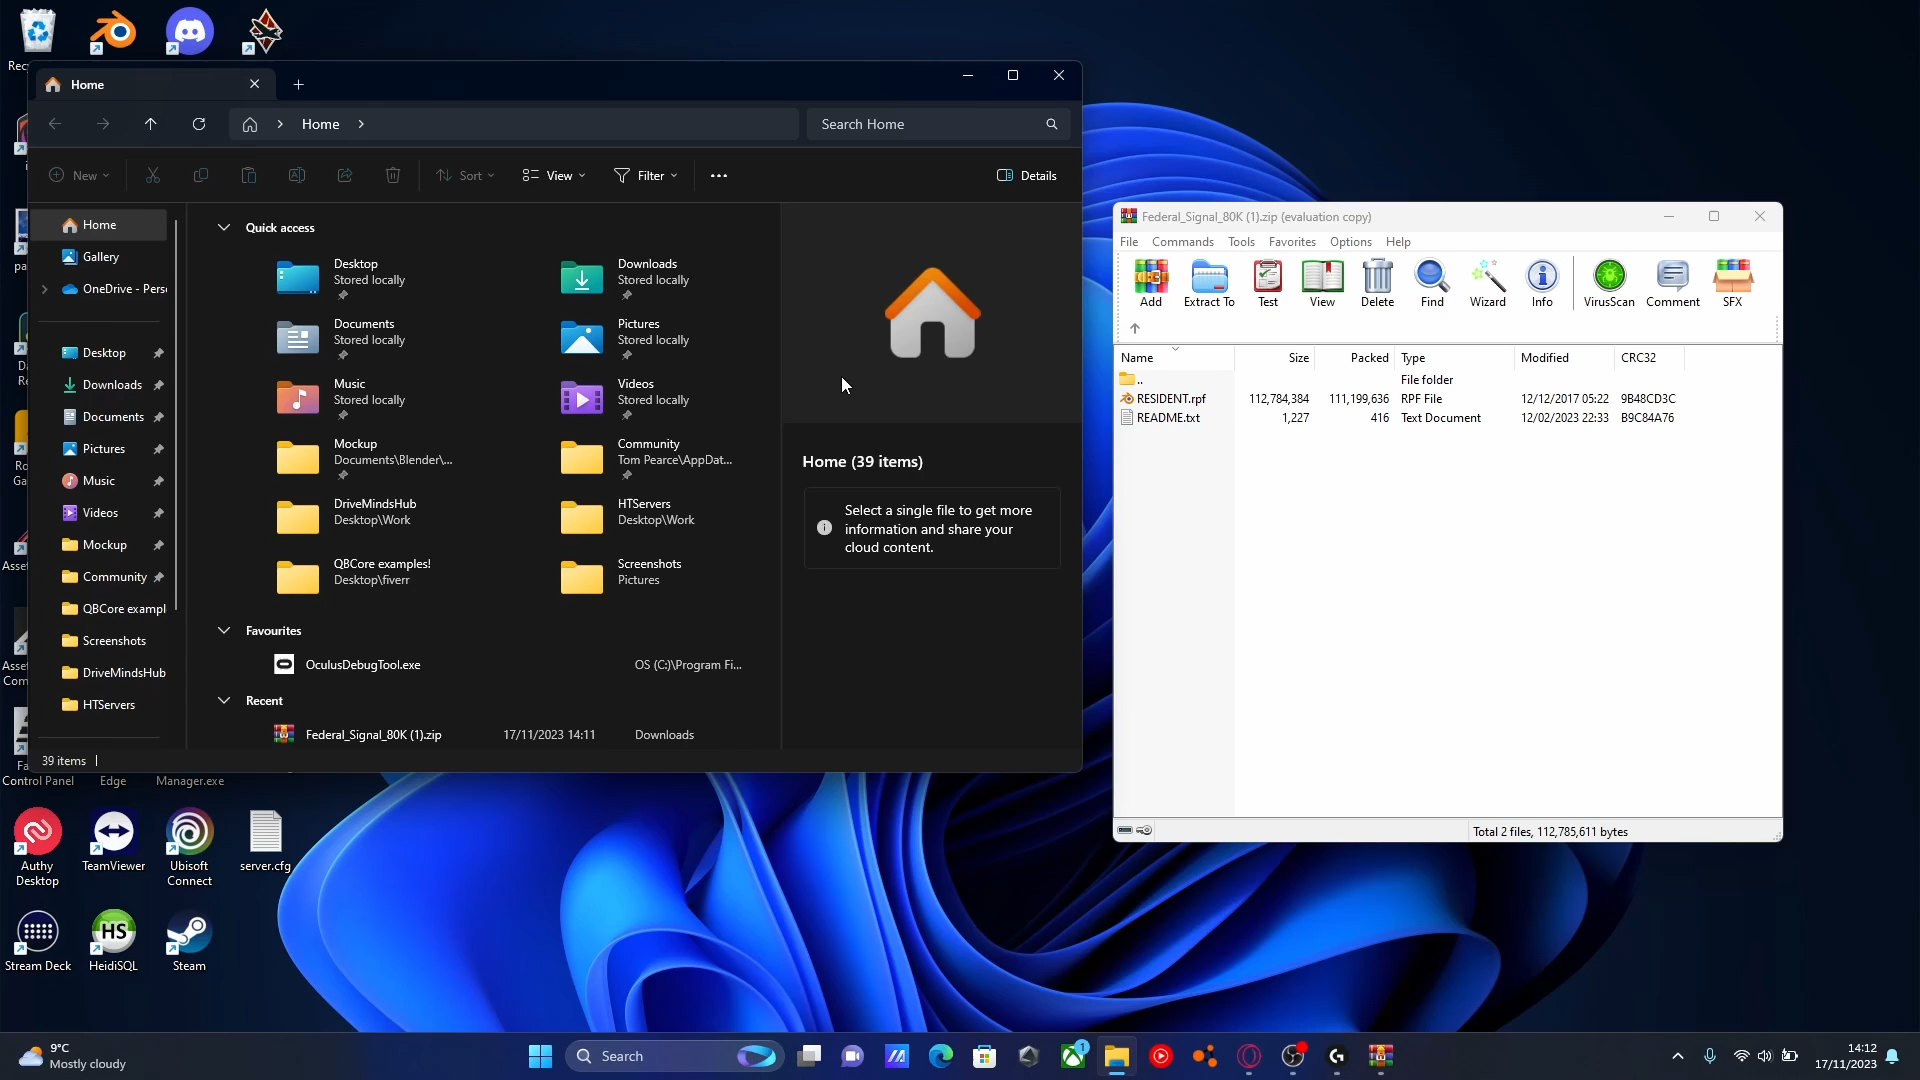 Home
Home
Search Home
New
Sort
View
Filter
Details
Home
Gallery
OneDrive - Pers
Desktop
Downloads
Documents
Pictures
Music
Videos
Mockup
Community
QBCore exampl
Screenshots
DriveMindsHub
HTServers
Quick access
Desktop
Stored locally
Downloads
Stored locally
Documents
Stored locally
Pictures
Stored locally
Music
Stored locally
Videos
Stored locally
Mockup
Documents\Blender\...
Community
Tom Pearce\AppDat...
DriveMindsHub
Desktop\Work
HTServers
Desktop\Work
QBCore examples!
Desktop\fiverr
Screenshots
Pictures
Favourites
OculusDebugTool.exe
OS (C:)\Program Fi...
Recent
Federal_Signal_80K (1).zip
17/11/2023 14:11
Downloads
Home (39 items)
Select a single file to get more
information and share your
cloud content.
39 items
Federal_Signal_80K (1).zip (evaluation copy)
File Commands Tools Favorites Options Help
Add
Extract To
Test
View
Delete
Find
Wizard
Info
VirusScan
Comment
SFX
Name Size Packed Type Modified CRC32
.. File folder
RESIDENT.rpf 112,784,384 111,199,636 RPF File 12/12/2017 05:22 9B48CD3C
README.txt 1,227 416 Text Document 12/02/2023 22:33 B9C84A76
Total 2 files, 112,785,611 bytes
Control Panel
Edge
Manager.exe
Authy
Desktop
TeamViewer
Ubisoft
Connect
server.cfg
Stream Deck
HS
HeidiSQL
Steam
9°C
Mostly cloudy
Search
1
14:12
17/11/2023